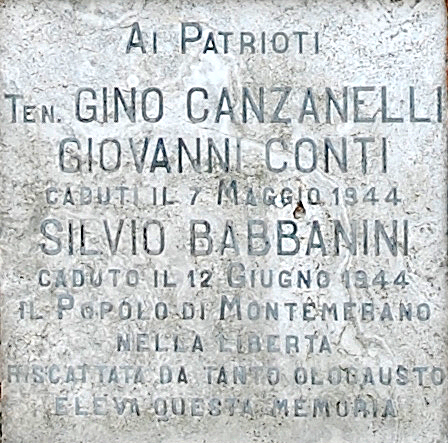 AI PATRIOTI
TEN. GINO CANZANELLI
GIOVANNI CONTI
CADUTI IL 7 MAGGIO 1944
SILVIO BABBANINI
CADUTO IL 12 GIUGNO 1944
IL POPOLO DI MONTEMERANO
NELLA LIBERTA
RISCATTATA DA TANTO OLOCAUSTO
ELEVA QUESTA MEMORIA